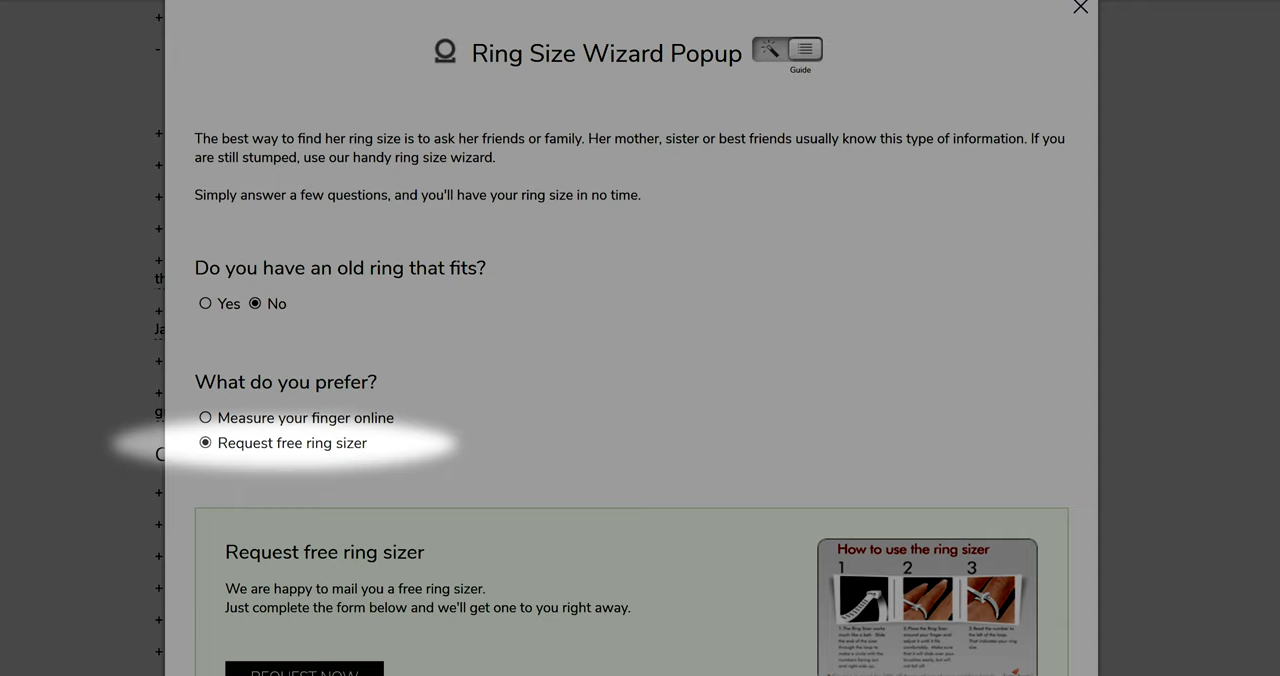 Ring Size Wizard Popup
Guide
The best way to find her ring size is to ask her friends or family. Her mother, sister or best friends usually know this type of information. If you
are still stumped, use our handy ring size wizard.
Simply answer a few questions, and you'll have your ring size in no time.
Do you have an old ring that fits?
Yes No
What do you prefer?
Measure your finger online
Request free ring sizer
Request free ring sizer
We are happy to mail you a free ring sizer.
Just complete the form below and we'll get one to you right away.
REQUEST NOW
How to use the ring sizer
1 2 3